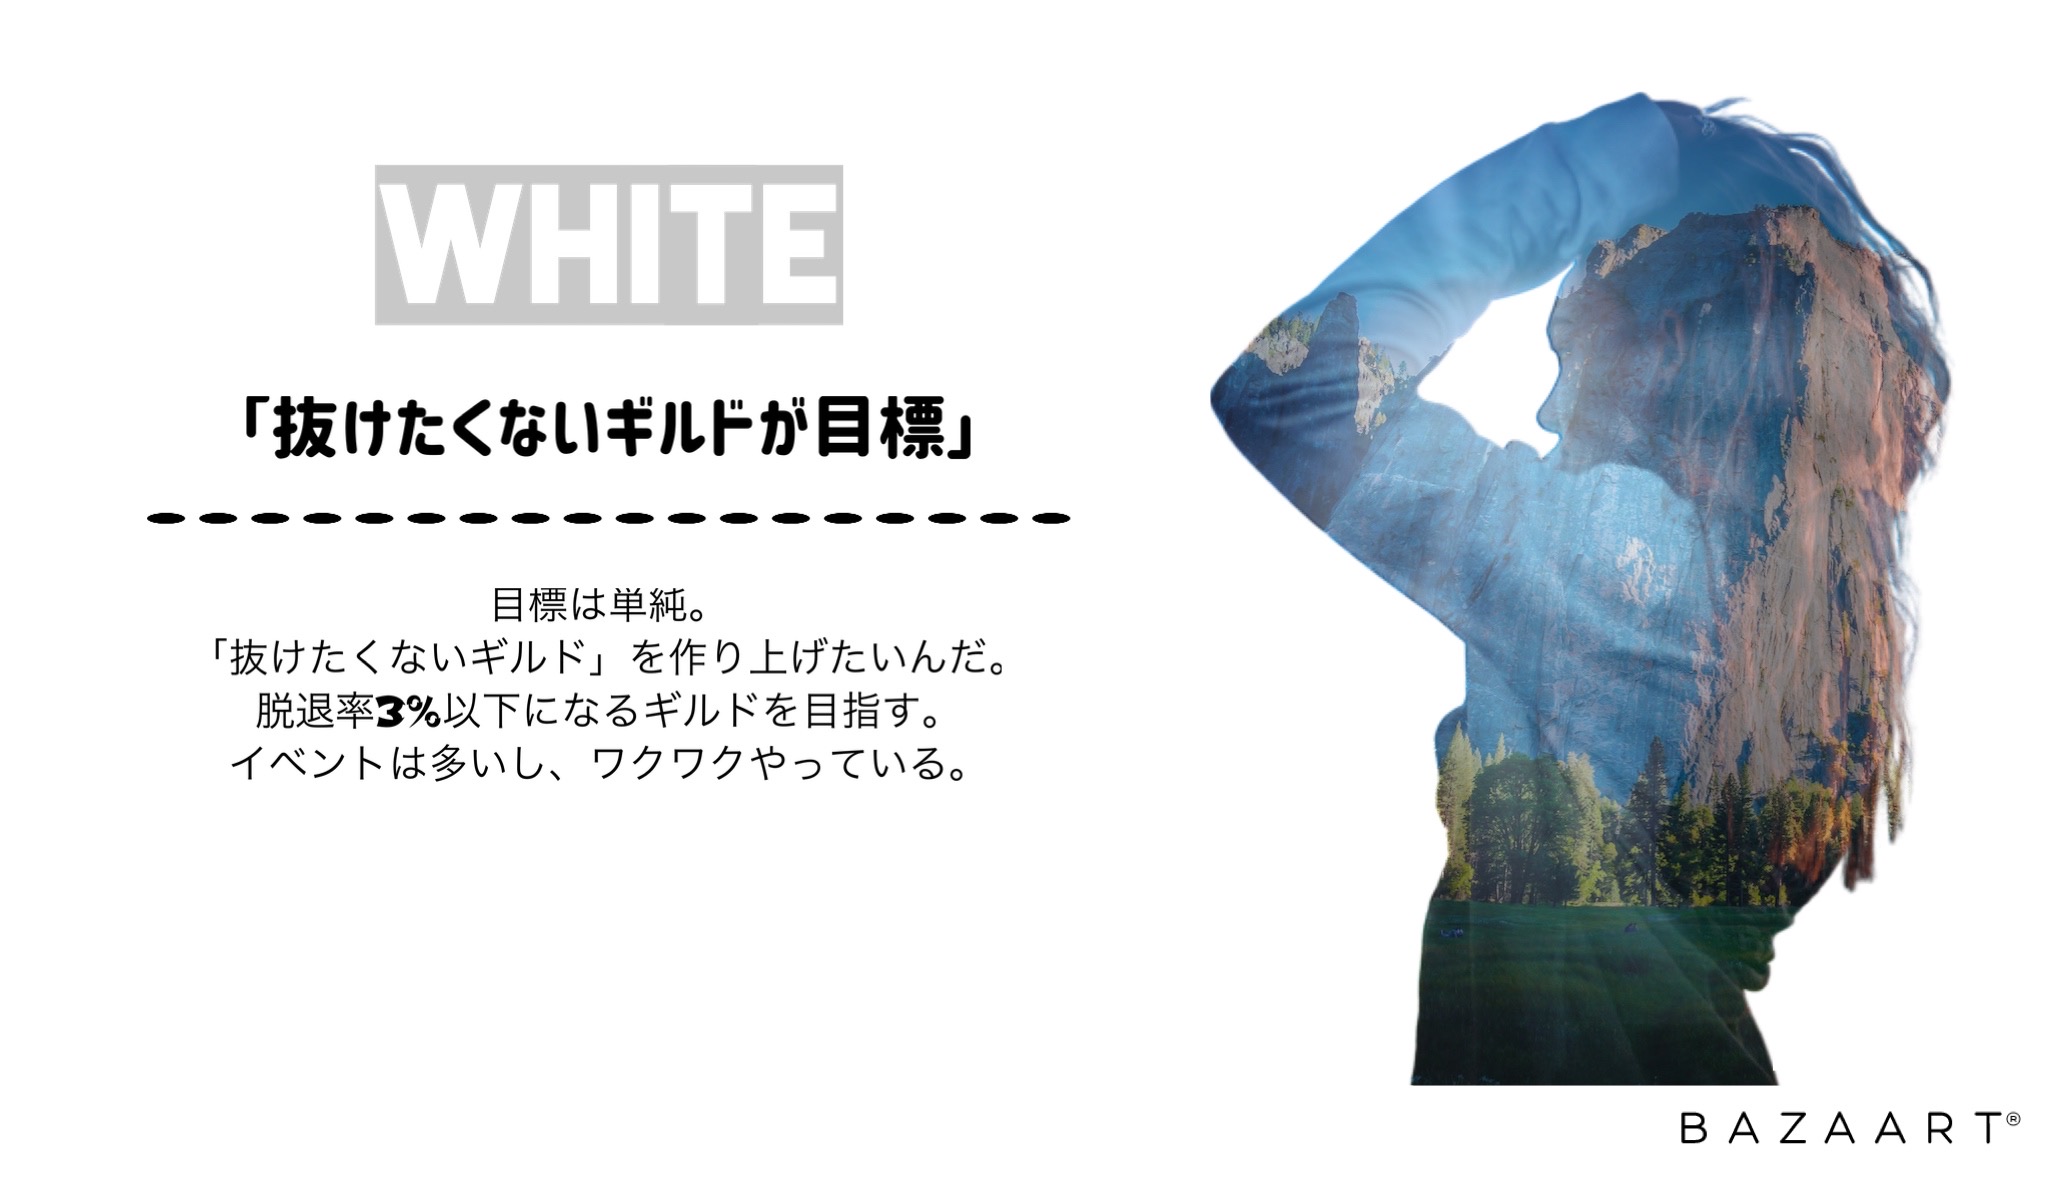 WHITE
「抜けたくないギルドが目標」
目標は単純。
「抜けたくないギルド」を作り上げたいんだ。
脱退率3%以下になるギルドを目指す。
イベントは多いし、ワクワクやっている。
BAZAART®